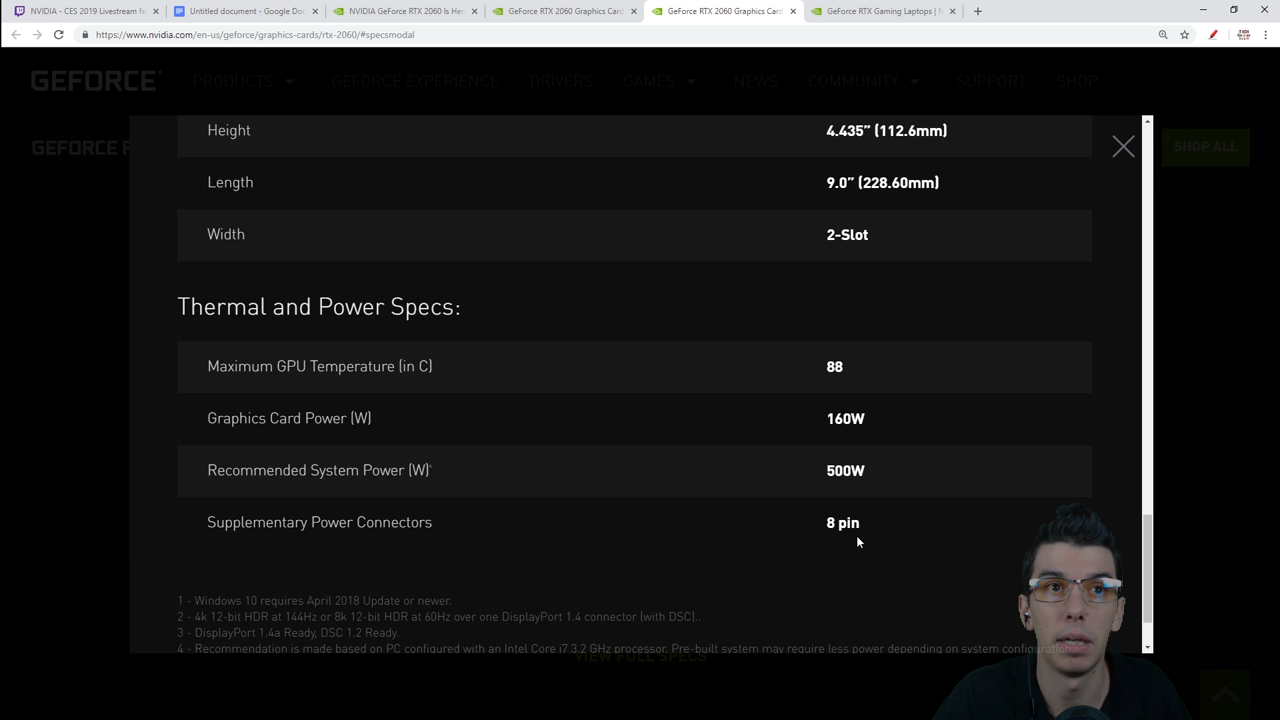 NVIDIA - CES 2019 Livestream fe
Untitled document - Google Doc
NVIDIA GeForce RTX 2060 Is Her
GeForce RTX 2060 Graphics Card
GeForce RTX 2060 Graphics Card
GeForce RTX Gaming Laptops | N
https://www.nvidia.com/en-us/geforce/graphics-cards/rtx-2060/#specsmodal
GEFORCE PRODUCTS GEFORCE EXPERIENCE DRIVERS GAMES NEWS COMMUNITY SUPPORT SHOP
GEFORCE R SHOP ALL
Height 4.435” (112.6mm)
Length 9.0” (228.60mm)
Width 2-Slot
Thermal and Power Specs:
Maximum GPU Temperature (in C) 88
Graphics Card Power (W) 160W
Recommended System Power (W) 500W
Supplementary Power Connectors 8 pin
1 - Windows 10 requires April 2018 Update or newer.
2 - 4k 12-bit HDR at 144Hz or 8k 12-bit HDR at 60Hz over one DisplayPort 1.4 connector (with DSC)..
3 - DisplayPort 1.4a Ready, DSC 1.2 Ready.
4 - Recommendation is made based on PC configured with an Intel Core i7 3.2 GHz processor. Pre-built system may require less power depending on system configuration.
VIEW FULL SPECS